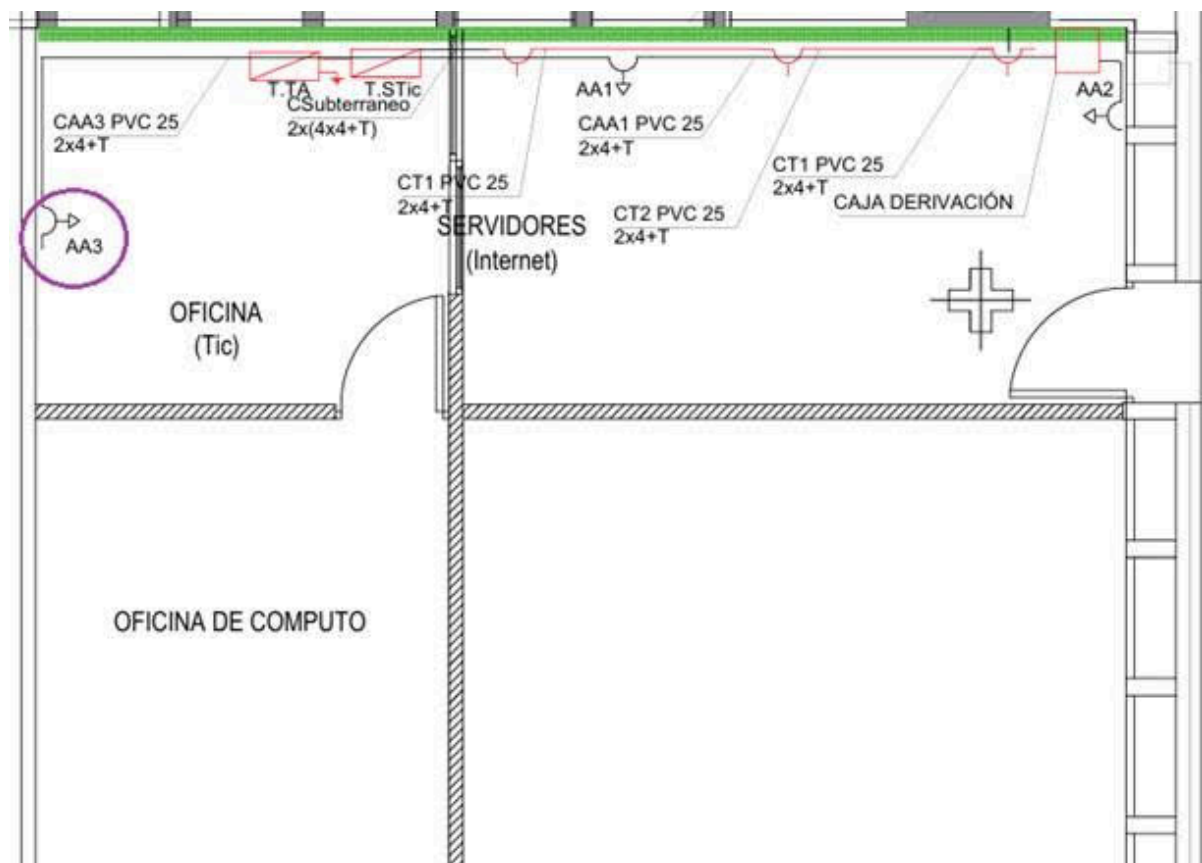 T.TA
T.STic
CSubterraneo
2x(4x4+T)
CAA3 PVC 25
2x4+T
AA1
CAA1 PVC 25
2x4+T
AA2
CT1 PVC 25
2x4+T
CT1 PVC 25
2x4+T
CAJA DERIVACIÓN
CT2 PVC 25
2x4+T
SERVIDORES
(Internet)
AA3
OFICINA
(Tic)
OFICINA DE COMPUTO